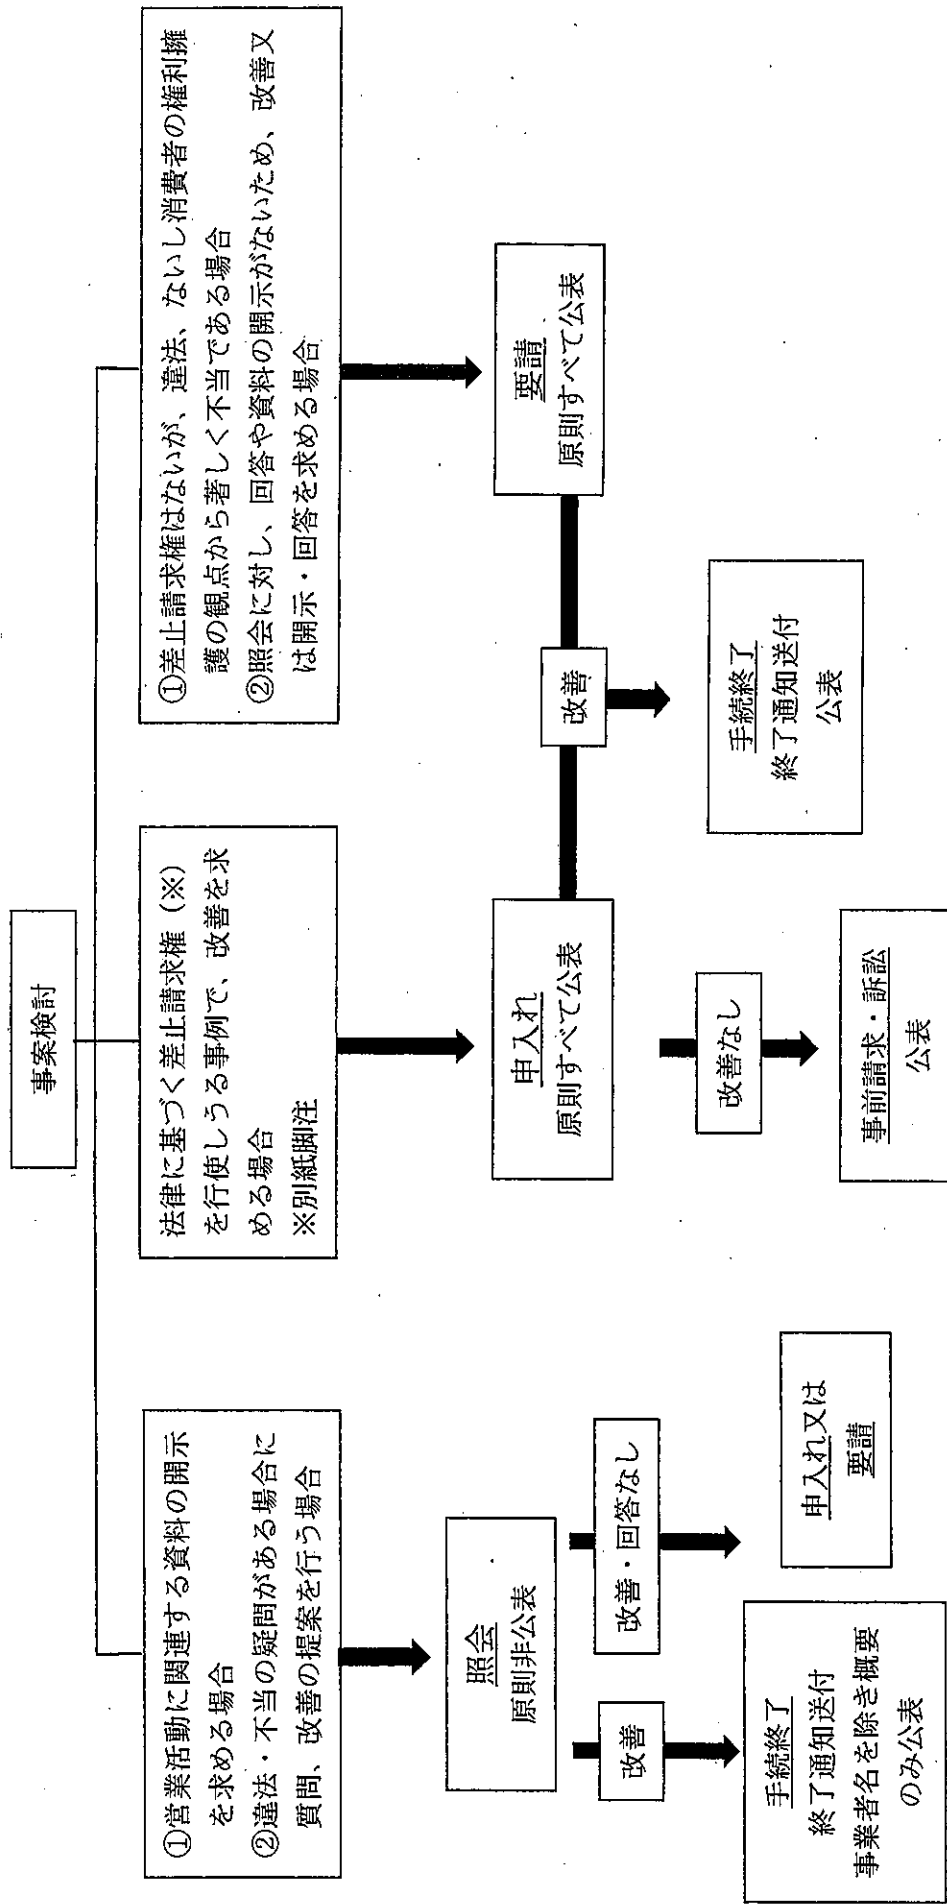 事案検討
①営業活動に関連する資料の開示
を求める場合
②違法・不当の疑問がある場合に
質問、改善の提案を行う場合
法律に基づく差止請求権（※）
を行使しうる事例で、改善を求
める場合
※別紙脚注
①差止請求権はないが、違法、ないし消費者の権利擁
護の観点から著しく不当である場合
②照会に対し、回答や資料の開示がないため、改善又
は開示・回答を求める場合
照会
原則非公表
申入れ
原則すべて公表
要請
原則すべて公表
改善
改善・回答なし
改善なし
改善
手続終了
終了通知送付
事業者名を除き概要
のみ公表
申入れ又は
要請
事前請求・訴訟
公表
手続終了
終了通知送付
公表